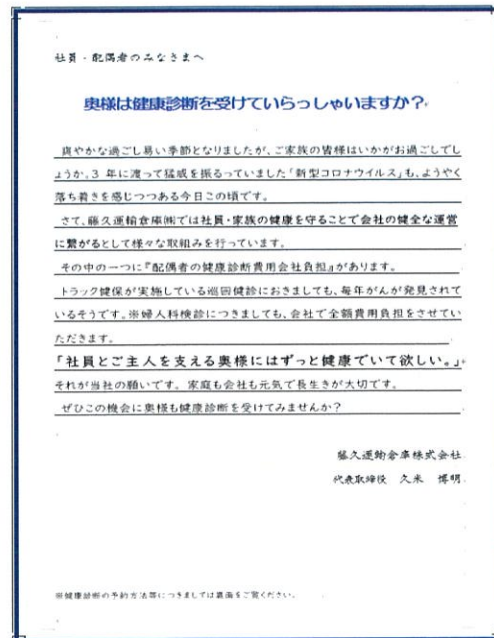 社員・配偶者のみなさまへ
奥様は健康診断を受けていらっしゃいますか？
爽やかな過ごし易い季節となりましたが、ご家族の皆様はいかがお過ごしでし
ょうか。3 年に渡って猛威を振るっていました「新型コロナウイルス」も、ようやく
落ち着きを感じつつある今日この頃です。
さて、藤久運輸倉庫㈱では社員・家族の健康を守ることで会社の健全な運営
に繋がるとして様々な取組みを行っています。
その中の一つに『配偶者の健康診断費用会社負担』があります。
トラック健保が実施している巡回健診におきましても、毎年がんが発見されて
いるそうです。※婦人科検診につきましても、会社で全額費用負担をさせてい
ただきます。
「社員とご主人を支える奥様にはずっと健康でいて欲しい。」
それが当社の願いです。家庭も会社も元気で長生きが大切です。
ぜひこの機会に奥様も健康診断を受けてみませんか？
藤久運輸倉庫株式会社
代表取締役　久米　博明
※健康診断の予約方法等につきましては裏面をご覧ください。